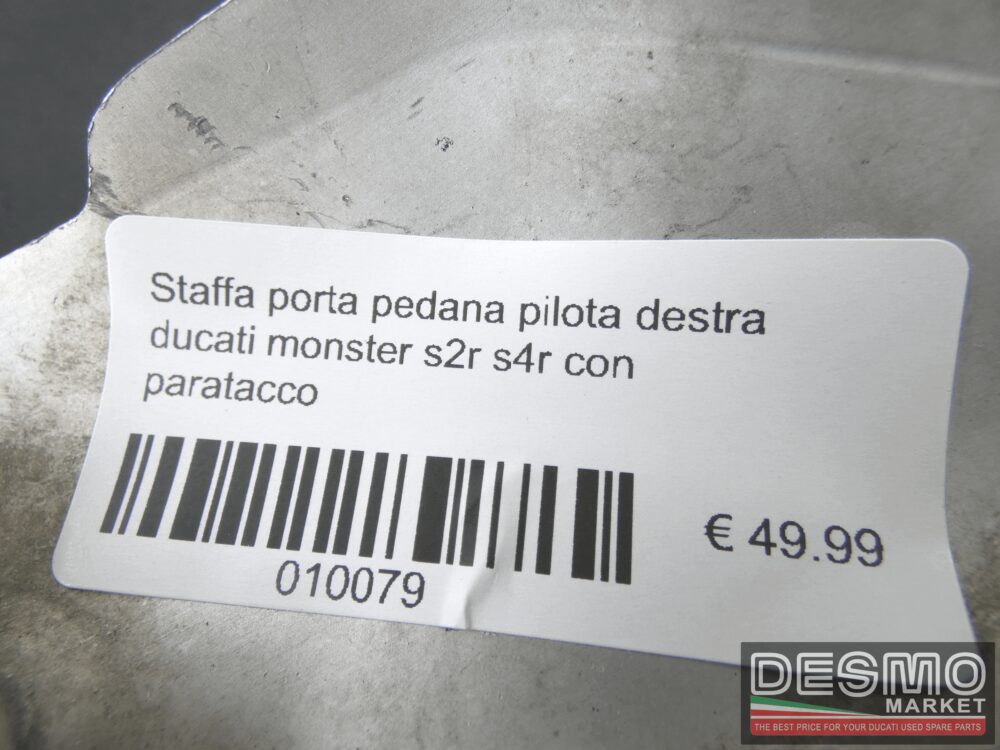 Staffa porta pedana pilota destra
ducati monster s2r s4r con
paratacco
€ 49.99
010079
DESMO
MARKET
THE BEST PRICE FOR YOUR DUCATI USED SPARE PARTS